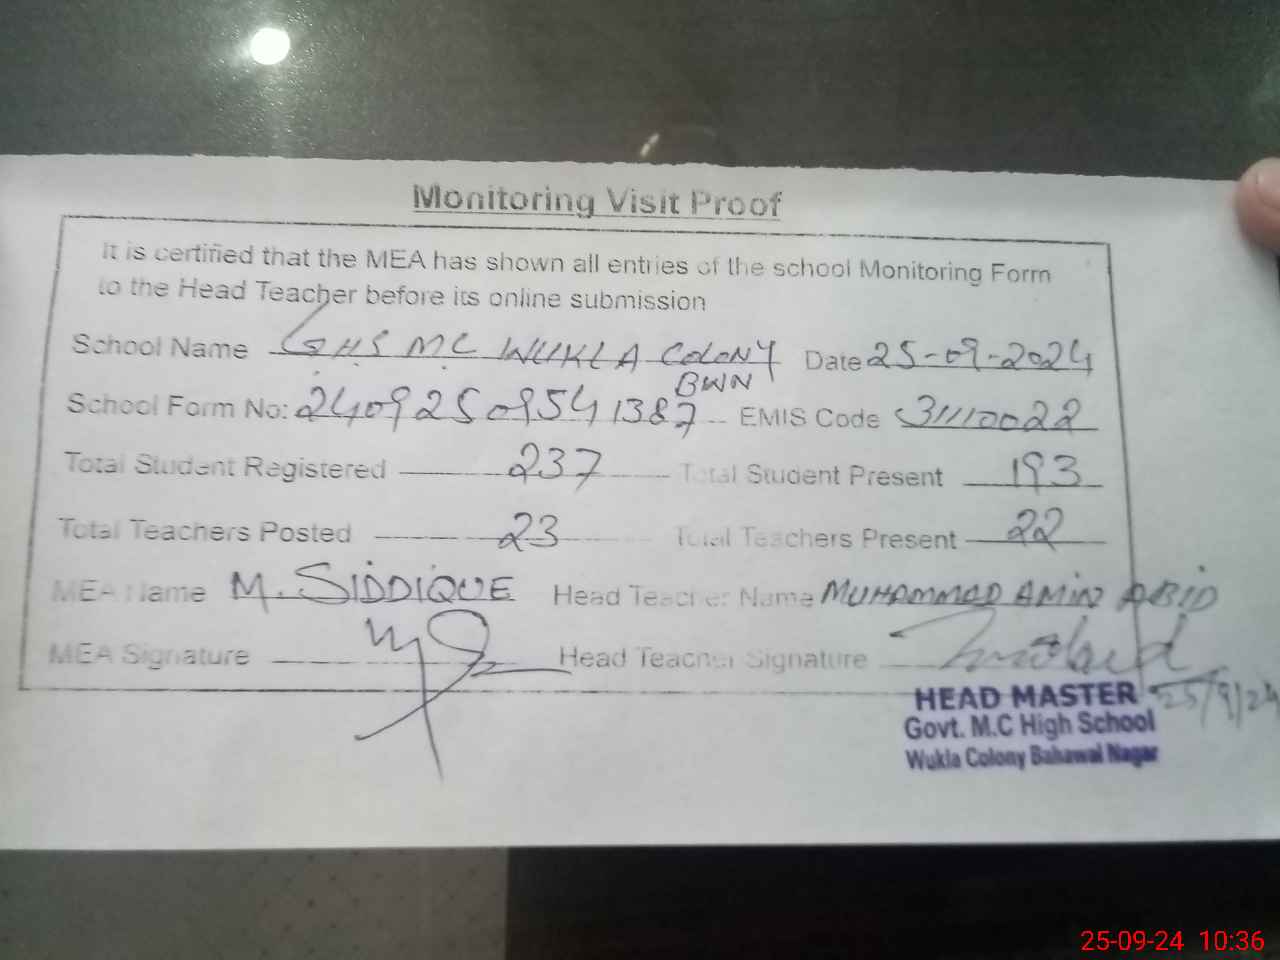 Monitoring Visit Proof
It is certified that the MEA has shown all entries of the school Monitoring Form
to the Head Teacher before its online submission
School Name GHS MC WUKLA COLONY BWN Date 25-09-2024
School Form No: 24092509541387 EMIS Code 31110022
Total Student Registered 237 Total Student Present 193
Total Teachers Posted 23 Total Teachers Present 22
MEA Name M. SIDDIQUE Head Teacher Name MUHAMMAD AMIN ABID
MEA Signature Head Teacher Signature
25/9/24
HEAD MASTER
Govt. M.C High School
Wukla Colony Bahawal Nagar
25-09-24 10:36